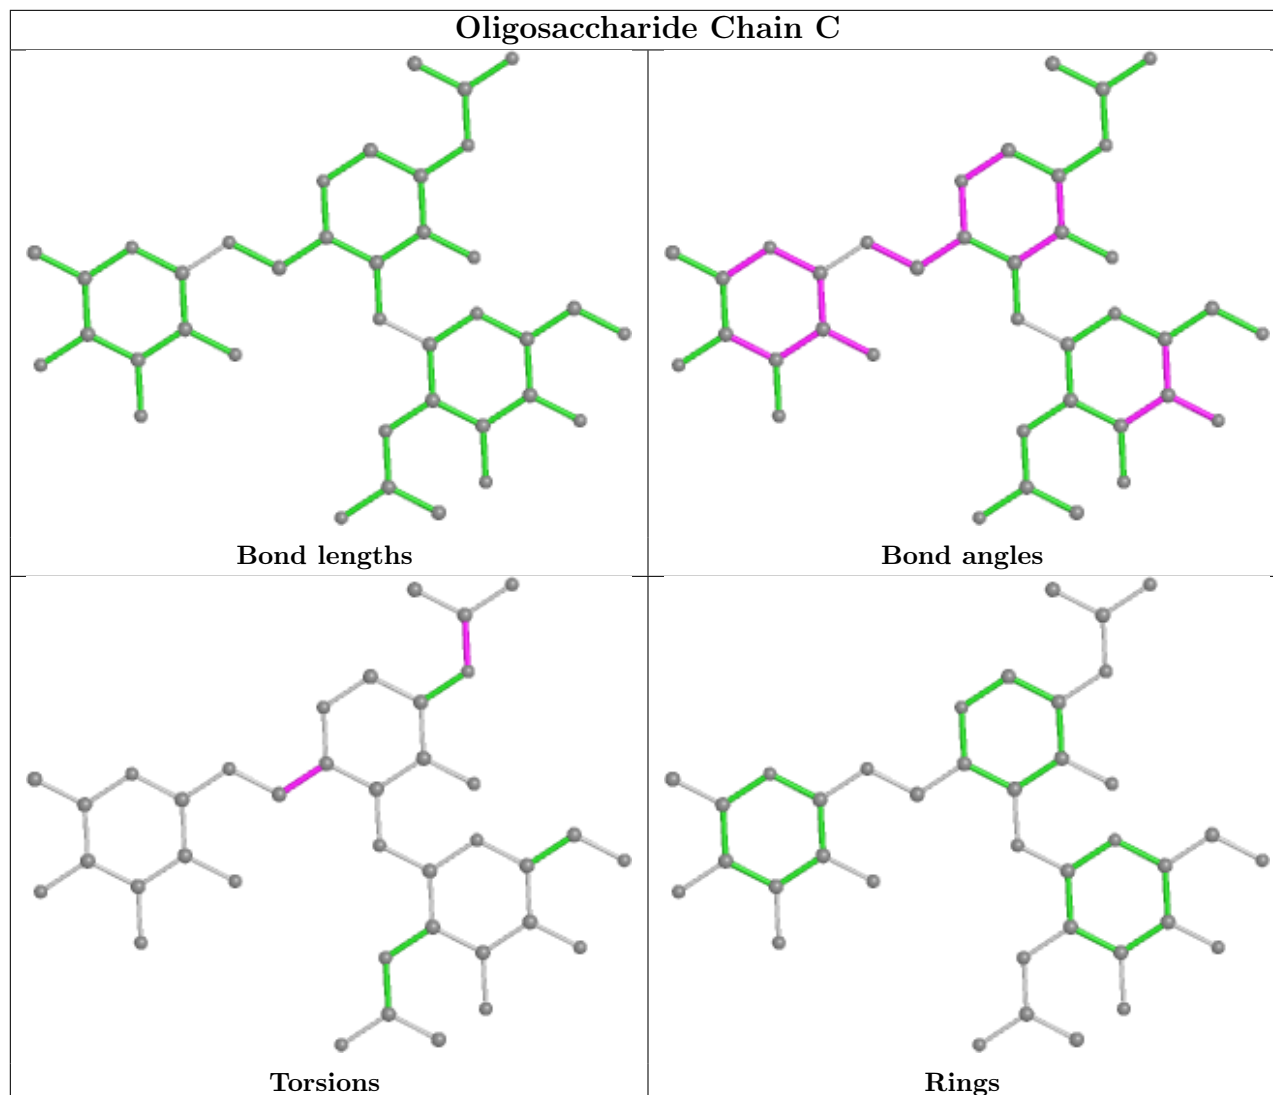 Oligosaccharide Chain C
Bond lengths
Bond angles
Torsions
Rings